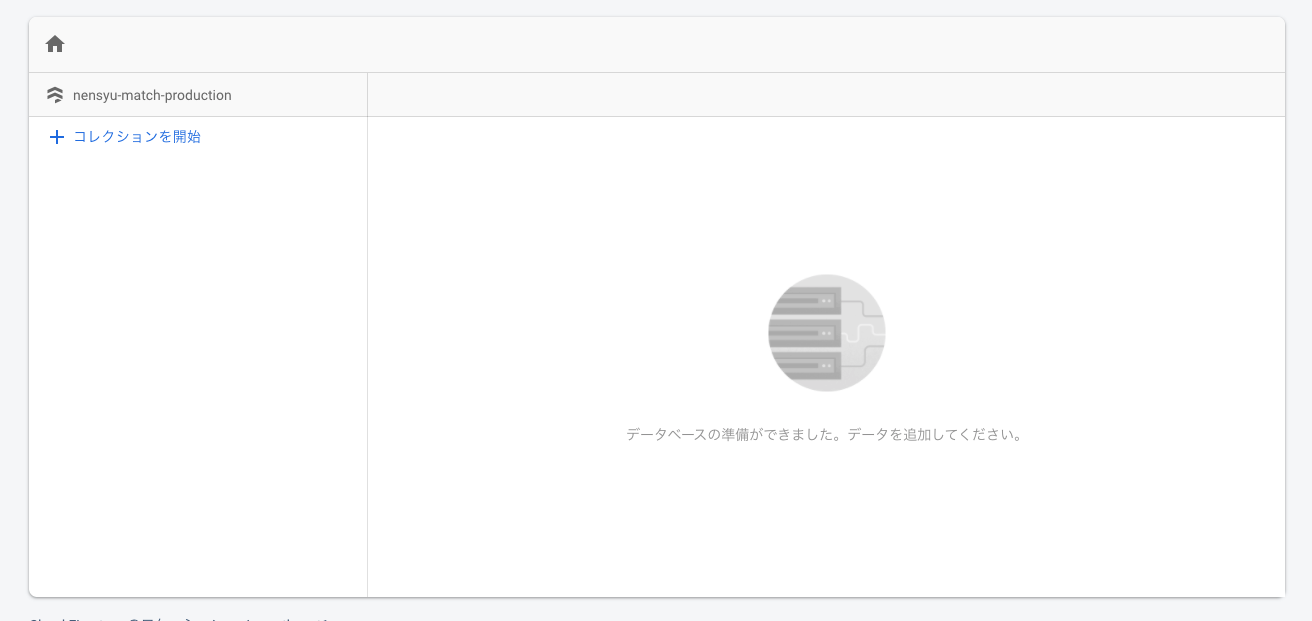 nensyu-match-production
コレクションを開始
データベースの準備ができました。データを追加してください。